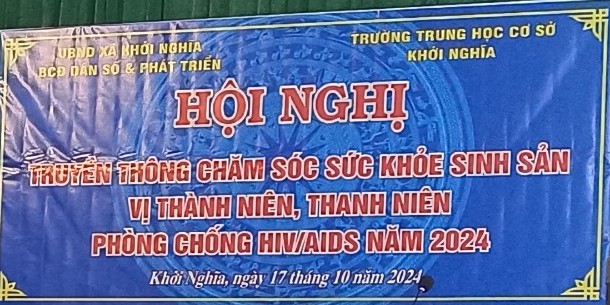 UBND XÃ KHỞI NGHĨA
BCĐ DÂN SỐ & PHÁT TRIỂN
TRƯỜNG TRUNG HỌC CƠ SỞ
KHỞI NGHĨA
HỘI NGHỊ
TRUYỀN THÔNG CHĂM SÓC SỨC KHỎE SINH SẢN
VỊ THÀNH NIÊN, THANH NIÊN
PHÒNG CHỐNG HIV/AIDS NĂM 2024
Khởi Nghĩa, ngày 17 tháng 10 năm 2024